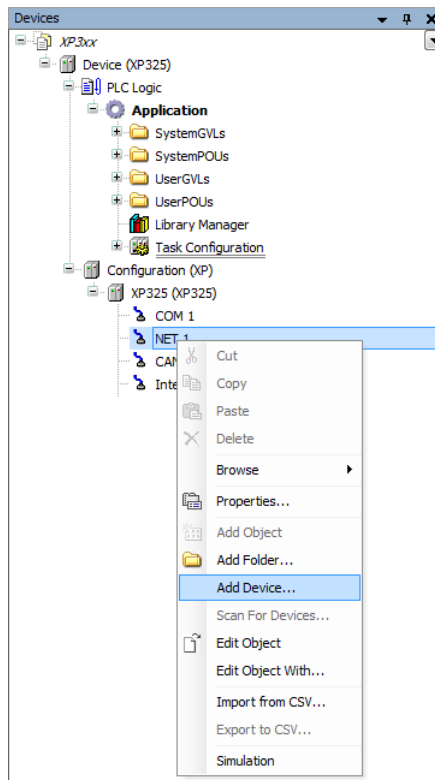 Devices
XP3xx
Device (XP325)
PLC Logic
Application
SystemGVLs
SystemPOUs
UserGVLs
UserPOUs
Library Manager
Task Configuration
Configuration (XP)
XP325 (XP325)
COM 1
NET 1
CAN
Inte
Cut
Copy
Paste
Delete
Browse
Properties...
Add Object
Add Folder...
Add Device...
Scan For Devices...
Edit Object
Edit Object With...
Import from CSV...
Export to CSV...
Simulation